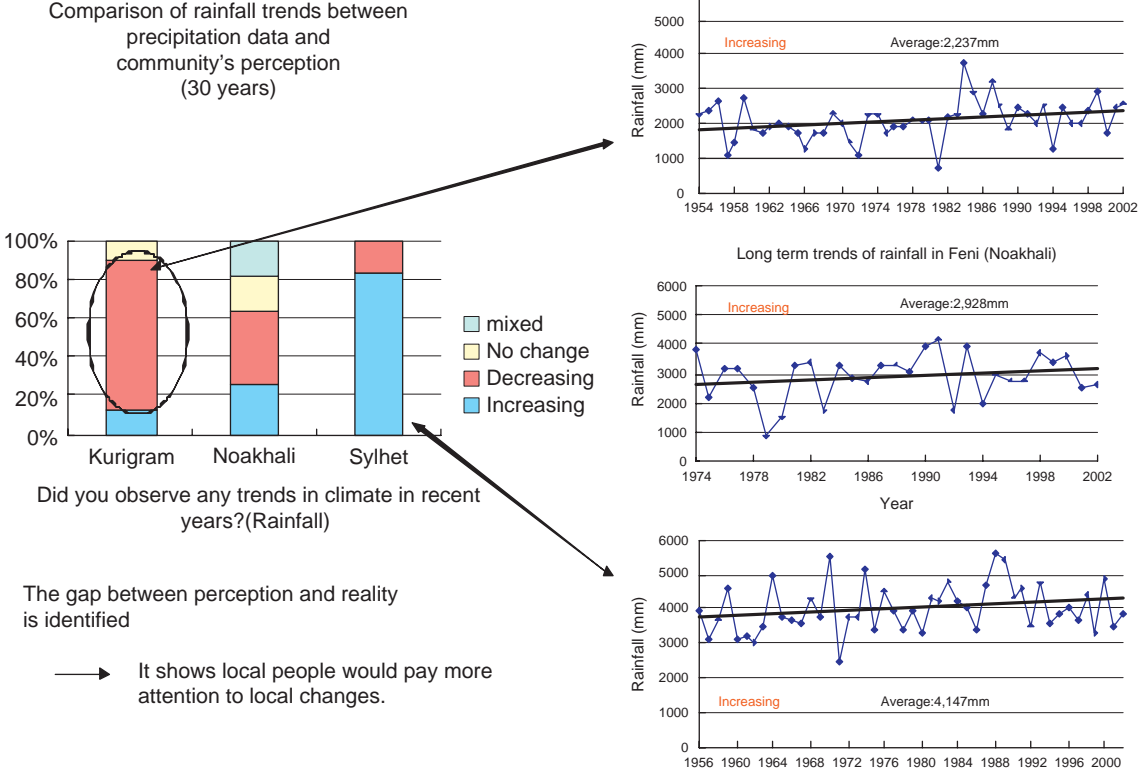 Comparison of rainfall trends between
precipitation data and
community's perception
(30 years)
100%
80%
60%
40%
20%
0%
Kurigram Noakhali Sylhet
mixed
No change
Decreasing
Increasing
Did you observe any trends in climate in recent
years?(Rainfall)
The gap between perception and reality
is identified
It shows local people would pay more
attention to local changes.
Rainfall (mm)
5000
4000
3000
2000
1000
0
Increasing Average:2,237mm
1954 1958 1962 1966 1970 1974 1978 1982 1986 1990 1994 1998 2002
Long term trends of rainfall in Feni (Noakhali)
Rainfall (mm)
6000
5000
4000
3000
2000
1000
0
Increasing Average:2,928mm
1974 1978 1982 1986 1990 1994 1998 2002
Year
Rainfall (mm)
6000
5000
4000
3000
2000
1000
0
Increasing Average:4,147mm
1956 1960 1964 1968 1972 1976 1980 1984 1988 1992 1996 2000